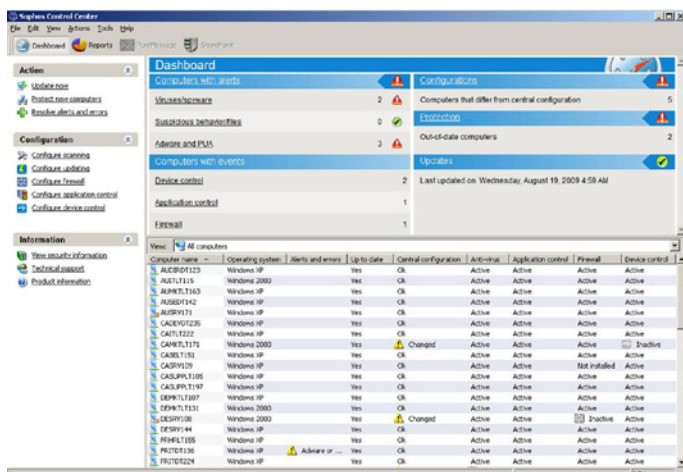 Sophos Control Center
File Edit View Actions Tools Help
Dashboard Reports PureMessage SharePoint
Action
Update now
Protect new computers
Resolve alerts and errors
Configuration
Configure scanning
Configure updating
Configure firewall
Configure application control
Configure device control
Information
View security information
Technical support
Product information
Dashboard
Computers with alerts
Viruses/spyware 2
Suspicious behavior/files 0
Adware and PUA 3
Computers with events
Device control 2
Application control 1
Firewall 1
Configurations
Computers that differ from central configuration 5
Protection
Out-of-date computers 2
Updates
Last updated on Wednesday, August 19, 2009 4:59 AM
View: All computers
Computer name Operating system Alerts and errors Up to date Central configuration Anti-virus Application control Firewall Device control
Windows XP Yes Ok Active Active Active Active
AUITLT115 Windows 2000 Yes Ok Active Active Active Active
AUMKTLT163 Windows XP Yes Ok Active Active Active Active
AUSEDT142 Windows XP Yes Ok Active Active Active Active
AUSRV171 Windows XP Yes Ok Active Active Active Active
CADEVDT235 Windows XP Yes Ok Active Active Active Active
CAITLT222 Windows XP Yes Ok Active Active Active Active
CAMKTLT171 Windows 2000 Yes Changed Active Active Active Inactive
CASELT151 Windows XP Yes Ok Active Active Active Active
CASRV109 Windows XP Yes Ok Active Active Not installed Active
CASUPPLT105 Windows XP Yes Ok Active Active Active Active
CASUPPLT197 Windows XP Yes Ok Active Active Active Active
DEMKTLT107 Windows XP Yes Ok Active Active Active Active
DEMKTLT131 Windows 2000 Yes Ok Active Active Active Active
DESRV108 Windows 2000 Yes Changed Active Active Inactive Active
DESRV144 Windows XP Yes Ok Active Active Active Active
FRHRLT155 Windows XP Yes Ok Active Active Active Active
FRITDT136 Windows XP Adware or ... Yes Ok Active Active Active Active
FRITDT224 Windows XP Yes Ok Active Active Active Active